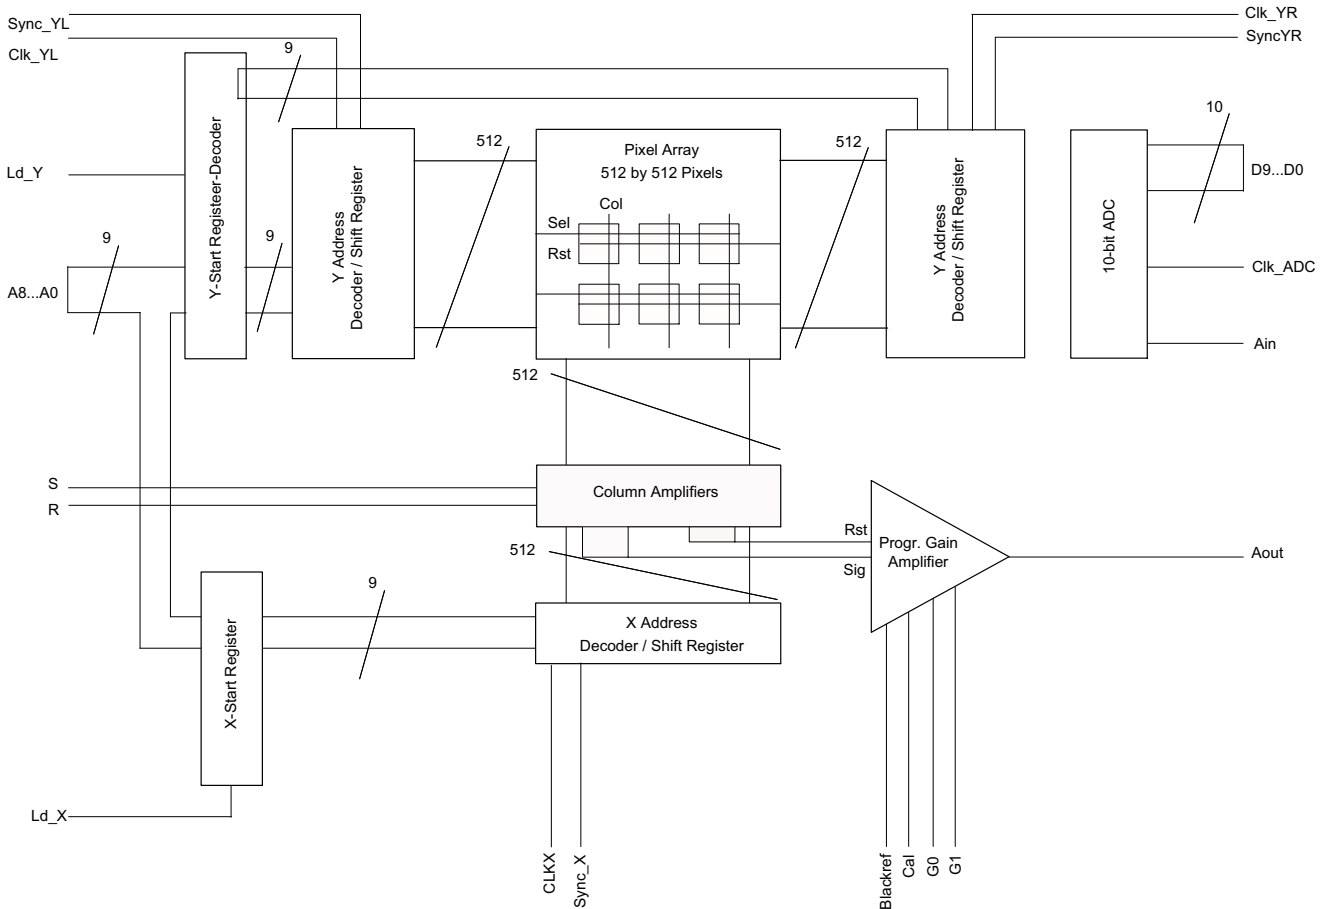 Sync_YL
Clk_YL
Clk_YR
SyncYR
9
10
512
512
Ld_Y
Y-Start Registeer-Decoder
Y Address
Decoder / Shift Register
Pixel Array
512 by 512 Pixels
Col
Sel
Rst
Y Address
Decoder / Shift Register
10-bit ADC
D9...D0
9
9
A8...A0
Clk_ADC
Ain
512
S
R
Column Amplifiers
512
Rst
Sig
Progr. Gain
Amplifier
Aout
9
X-Start Register
X Address
Decoder / Shift Register
Ld_X
CLKX
Sync_X
Blackref
Cal
G0
G1